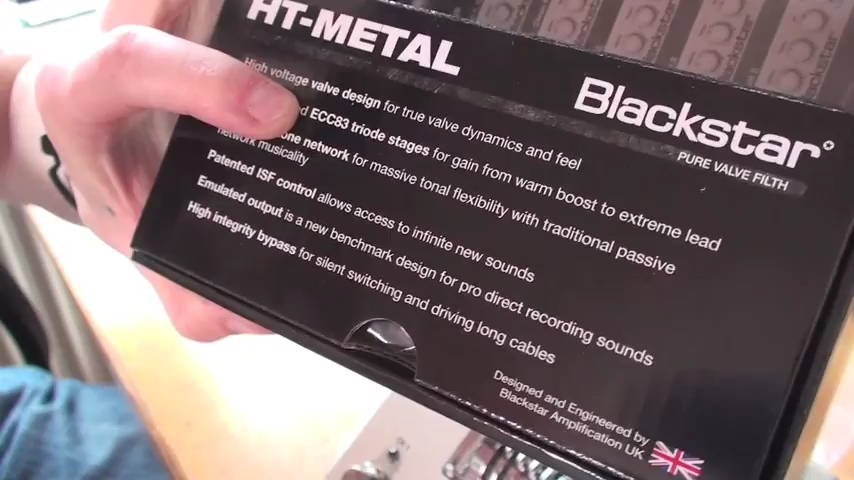 HT-METAL
Blackstar
PURE VALVE FILTH
High voltage valve design for true valve dynamics and feel
ECC83 triode stages for gain from warm boost to extreme lead
one network for massive tonal flexibility with traditional passive
network musicality
Patented ISF control allows access to infinite new sounds
Emulated output is a new benchmark design for pro direct recording sounds
High integrity bypass for silent switching and driving long cables
Designed and Engineered by
Blackstar Amplification UK
Blackstar